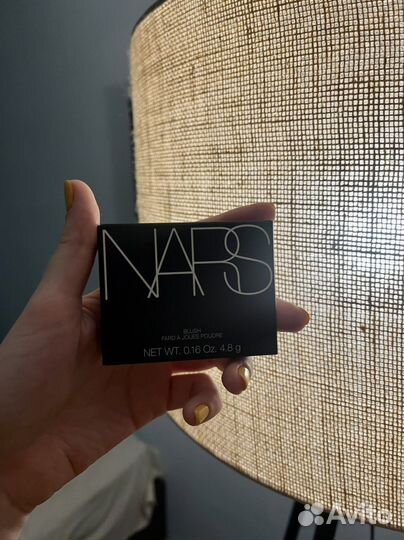 NARS
BLUSH
FARD À JOUES POUDRE
NET WT. 0.16 Oz. 4.8 g
Avito